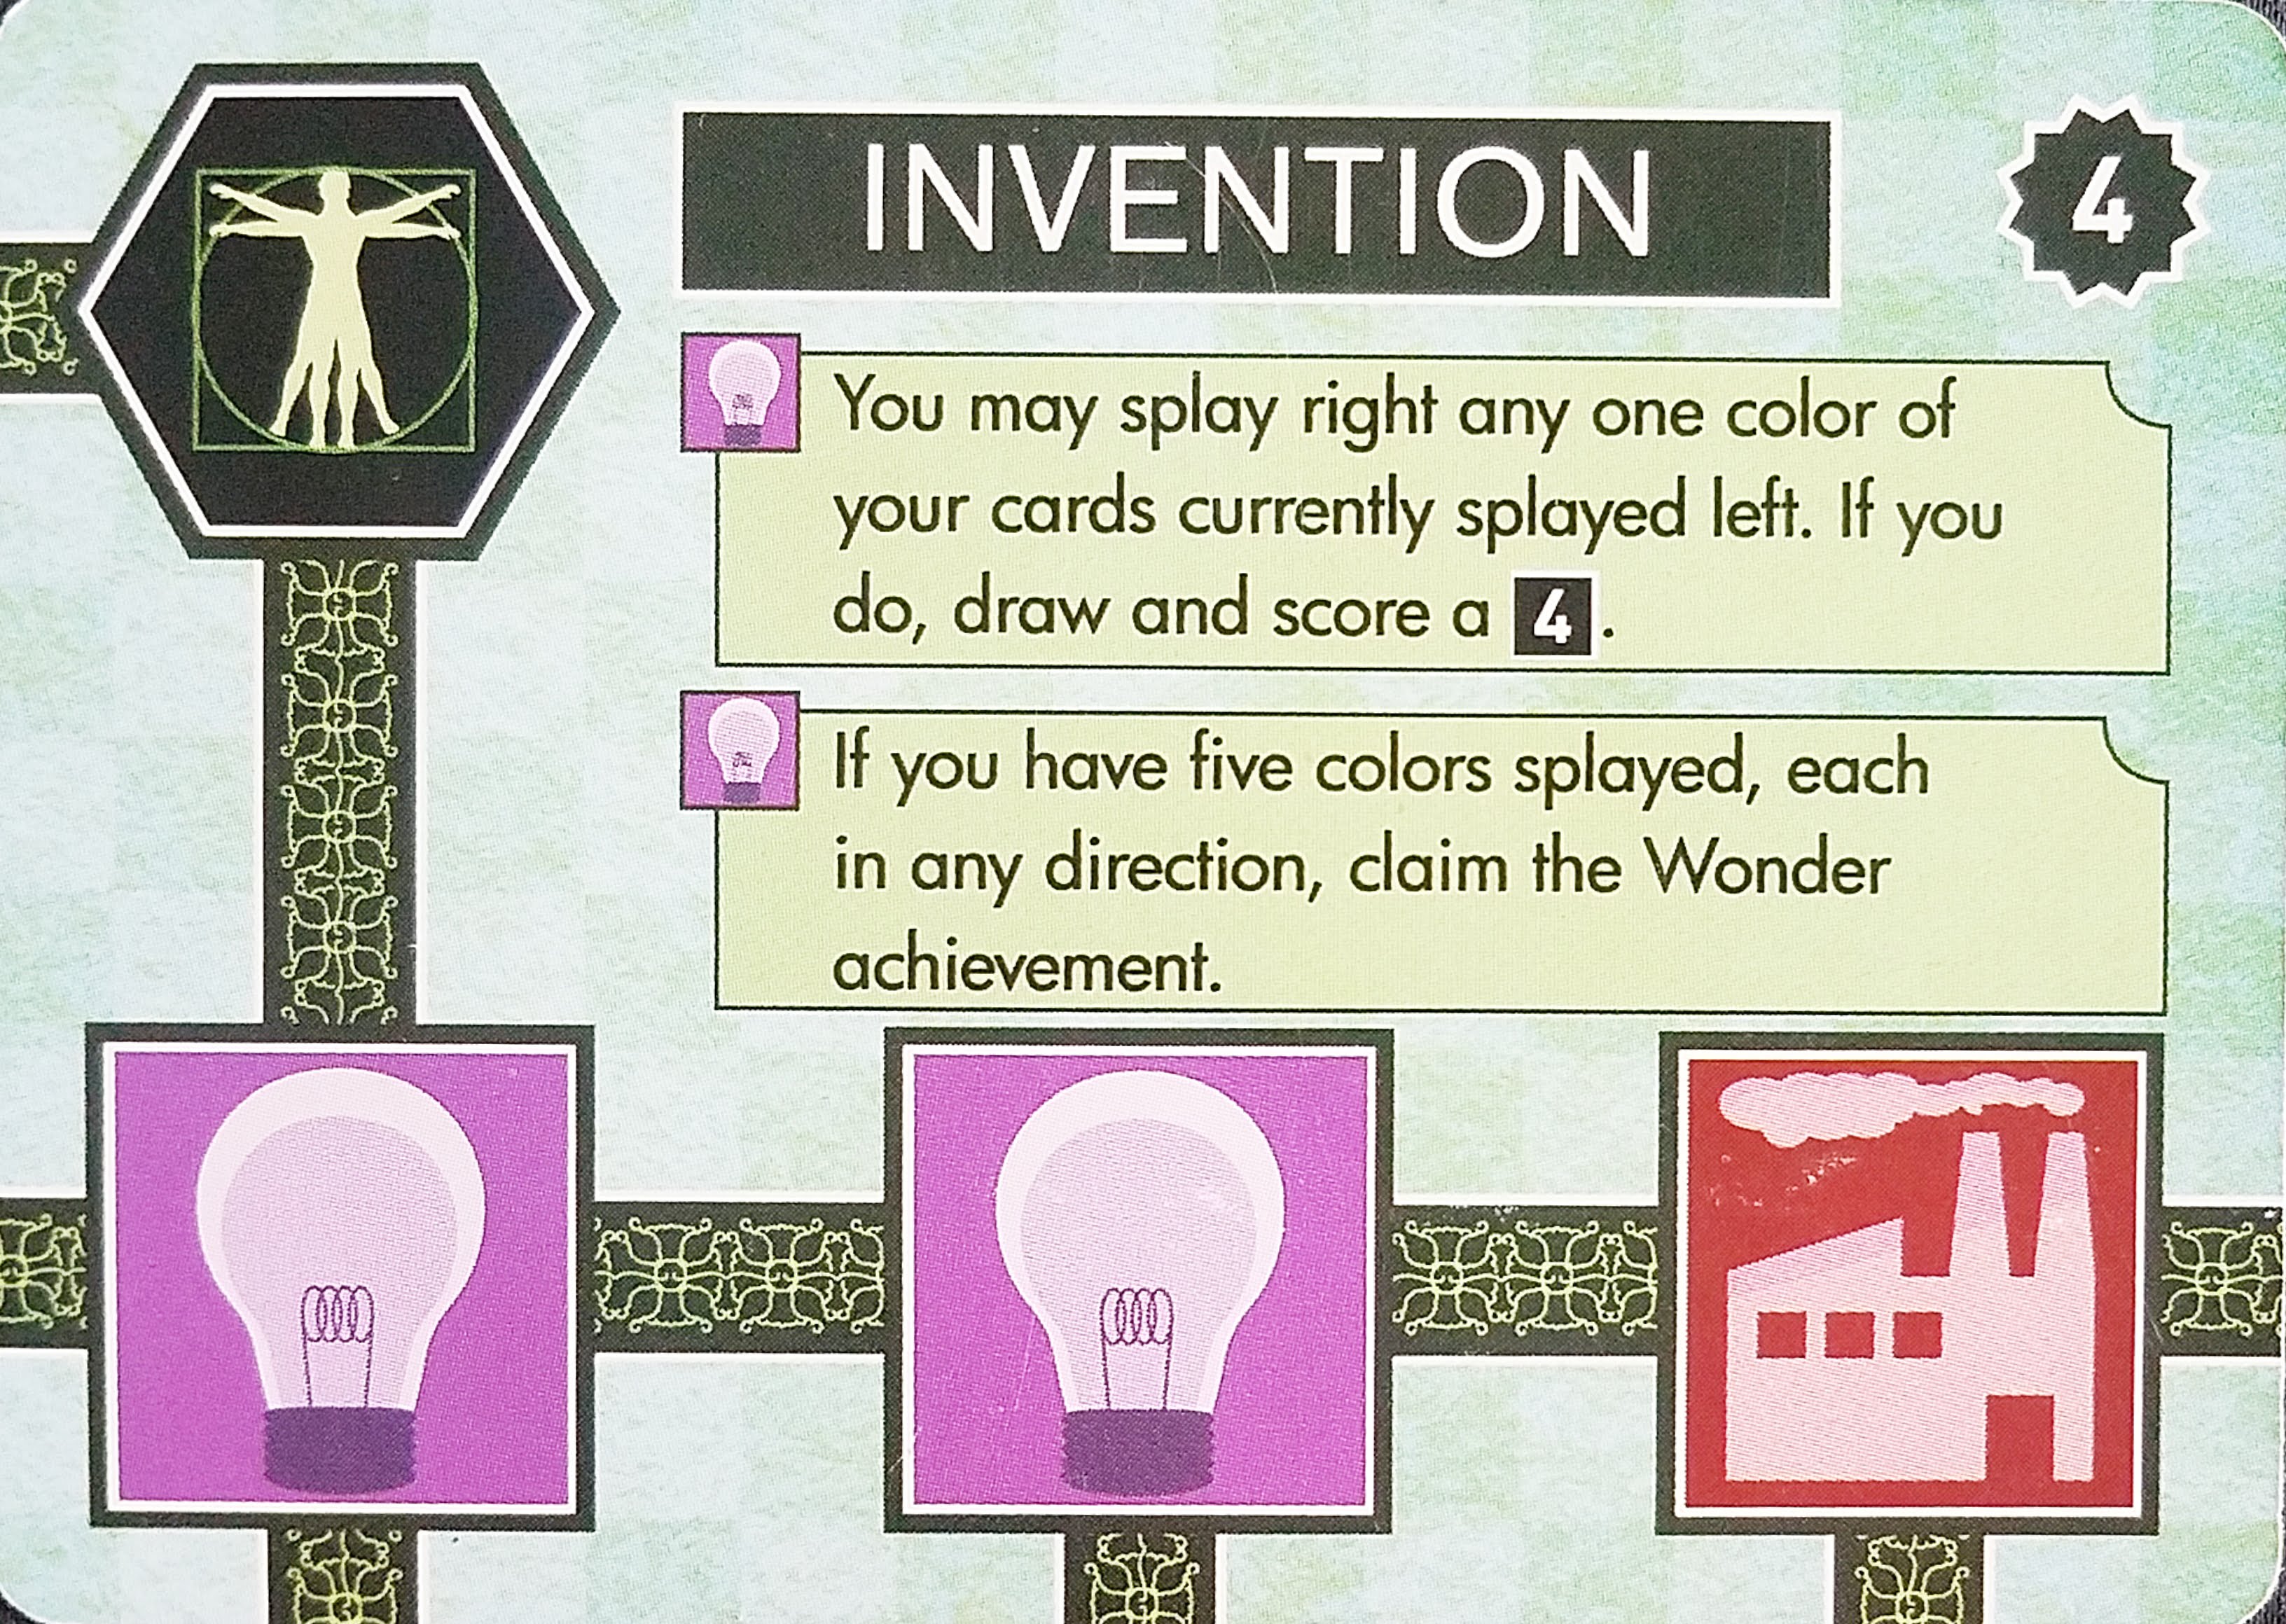 INVENTION
4
You may splay right any one color of
your cards currently splayed left. If you
do, draw and score a 4.
If you have five colors splayed, each
in any direction, claim the Wonder
achievement.